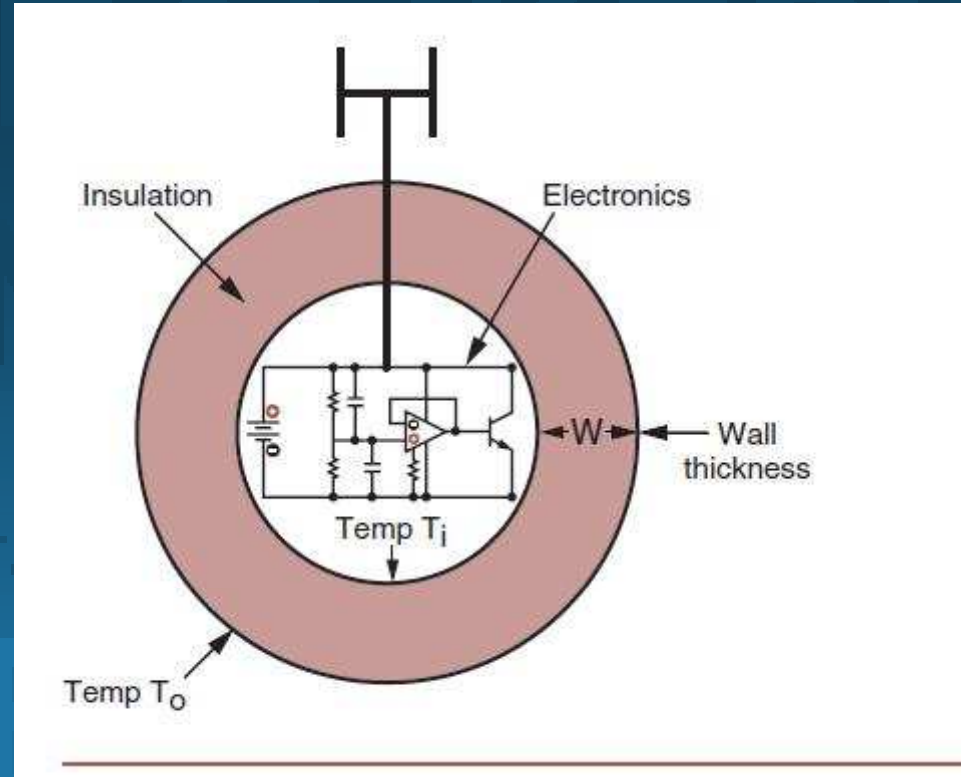 Insulation
Electronics
W
Wall
thickness
Temp Ti
Temp To